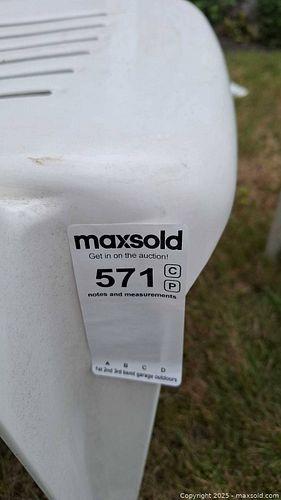 maxsold
Get in on the auction!
571 C
P
notes and measurements
A B C D
1st 2nd 3rd bsmt garage outdoors
Copyright © 2025 - maxsold.com